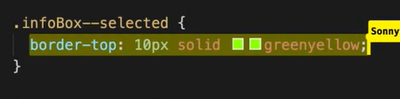 .infoBox--selected {
Sonny
border-top: 10px solid greenyellow;
}